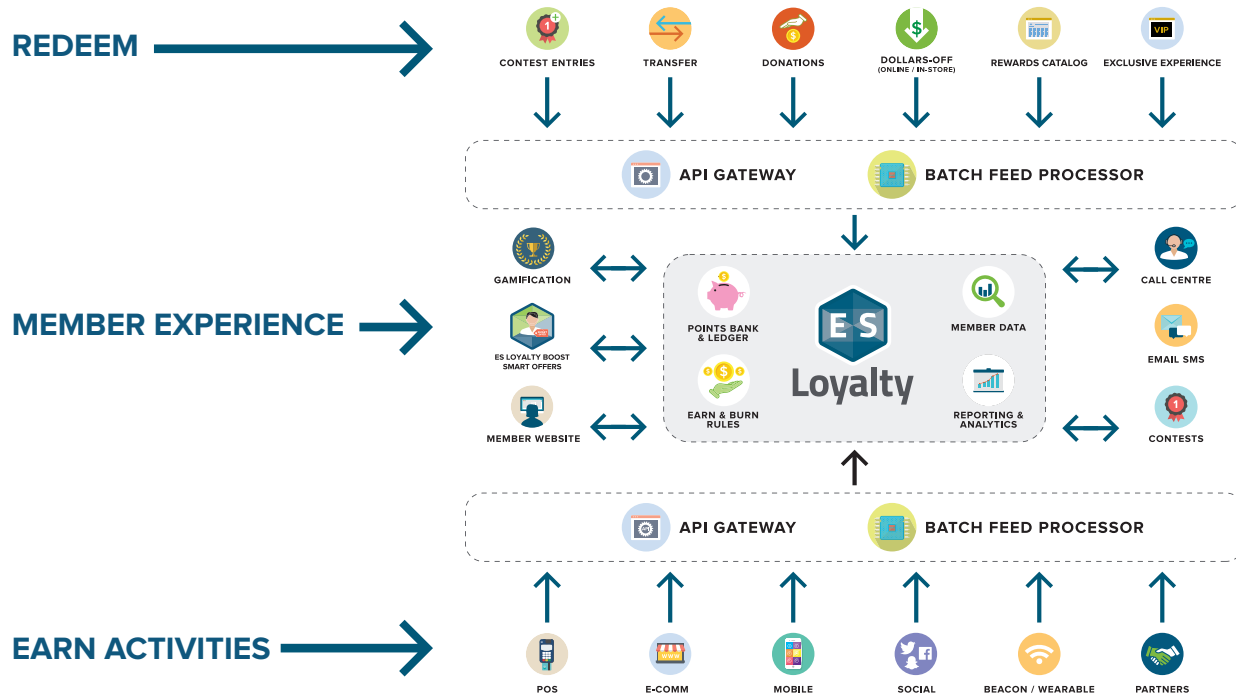 REDEEM
CONTEST ENTRIES
TRANSFER
DONATIONS
DOLLARS-OFF
(ONLINE / IN-STORE)
REWARDS CATALOG
VIP
EXCLUSIVE EXPERIENCE
API GATEWAY
BATCH FEED PROCESSOR
MEMBER EXPERIENCE
GAMIFICATION
ES LOYALTY BOOST
SMART OFFERS
MEMBER WEBSITE
POINTS BANK
& LEDGER
EARN & BURN
RULES
ES
Loyalty
MEMBER DATA
REPORTING &
ANALYTICS
CALL CENTRE
EMAIL SMS
1
CONTESTS
API GATEWAY
BATCH FEED PROCESSOR
EARN ACTIVITIES
POS
WWW
E-COMM
MOBILE
SOCIAL
BEACON / WEARABLE
PARTNERS